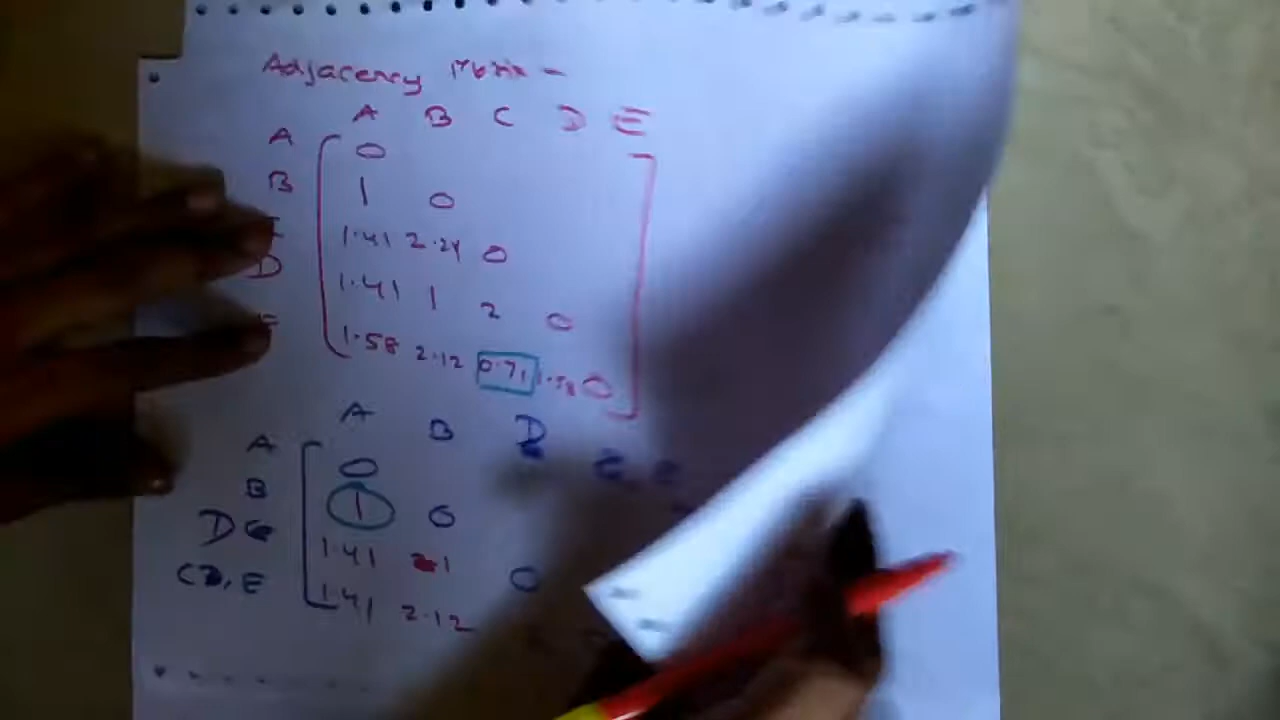 Adjacency
A B C D E
A 0
B 1 0
1.41 2.24 0
D 1.41 1 2 0
1.58 2.12 0.71 1.58 0
A B D
A 0
B 1 0
D 1.41 1 0
C , E 1.41 2.12